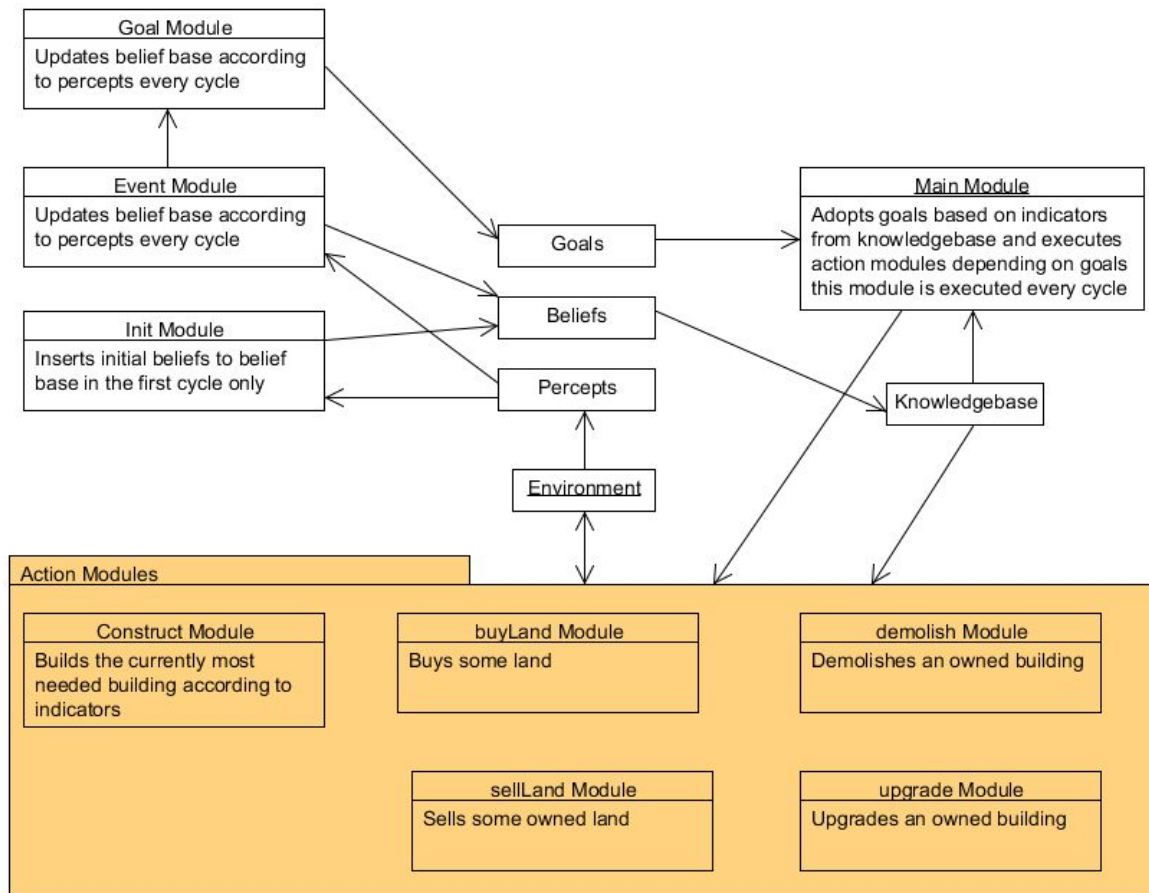 Goal Module
Updates belief base according
to percepts every cycle
Event Module
Updates belief base according
to percepts every cycle
Init Module
Inserts initial beliefs to belief
base in the first cycle only
Goals
Beliefs
Percepts
Environment
Main Module
Adopts goals based on indicators
from knowledgebase and executes
action modules depending on goals
this module is executed every cycle
Knowledgebase
Action Modules
Construct Module
Builds the currently most
needed building according to
indicators
buyLand Module
Buys some land
demolish Module
Demolishes an owned building
sellLand Module
Sells some owned land
upgrade Module
Upgrades an owned building